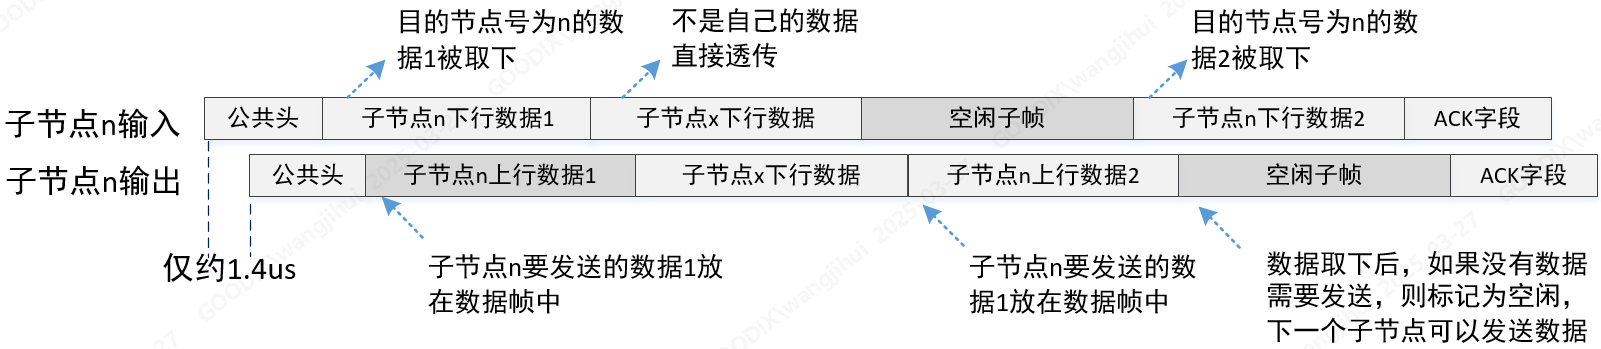 目的节点号为n的数
据1被取下
不是自己的数据
直接透传
目的节点号为n的数
据2被取下
子节点n输入
公共头
子节点n下行数据1
子节点x下行数据
空闲子帧
子节点n下行数据2
ACK字段
子节点n输出
公共头
子节点n上行数据1
子节点x下行数据
子节点n上行数据2
空闲子帧
ACK字段
仅约1.4us
子节点n要发送的数据1放
在数据帧中
子节点n要发送的数
据1放在数据帧中
数据取下后，如果没有数据
需要发送，则标记为空闲，
下一个子节点可以发送数据
GOODIX\wangjihui 2025-03-27